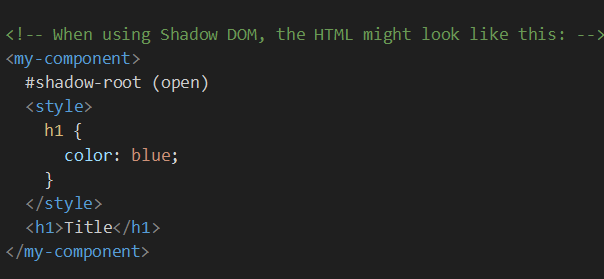 <!-- When using Shadow DOM, the HTML might look like this: -->
<my-component>
  #shadow-root (open)
  <style>
    h1 {
      color: blue;
    }
  </style>
  <h1>Title</h1>
</my-component>